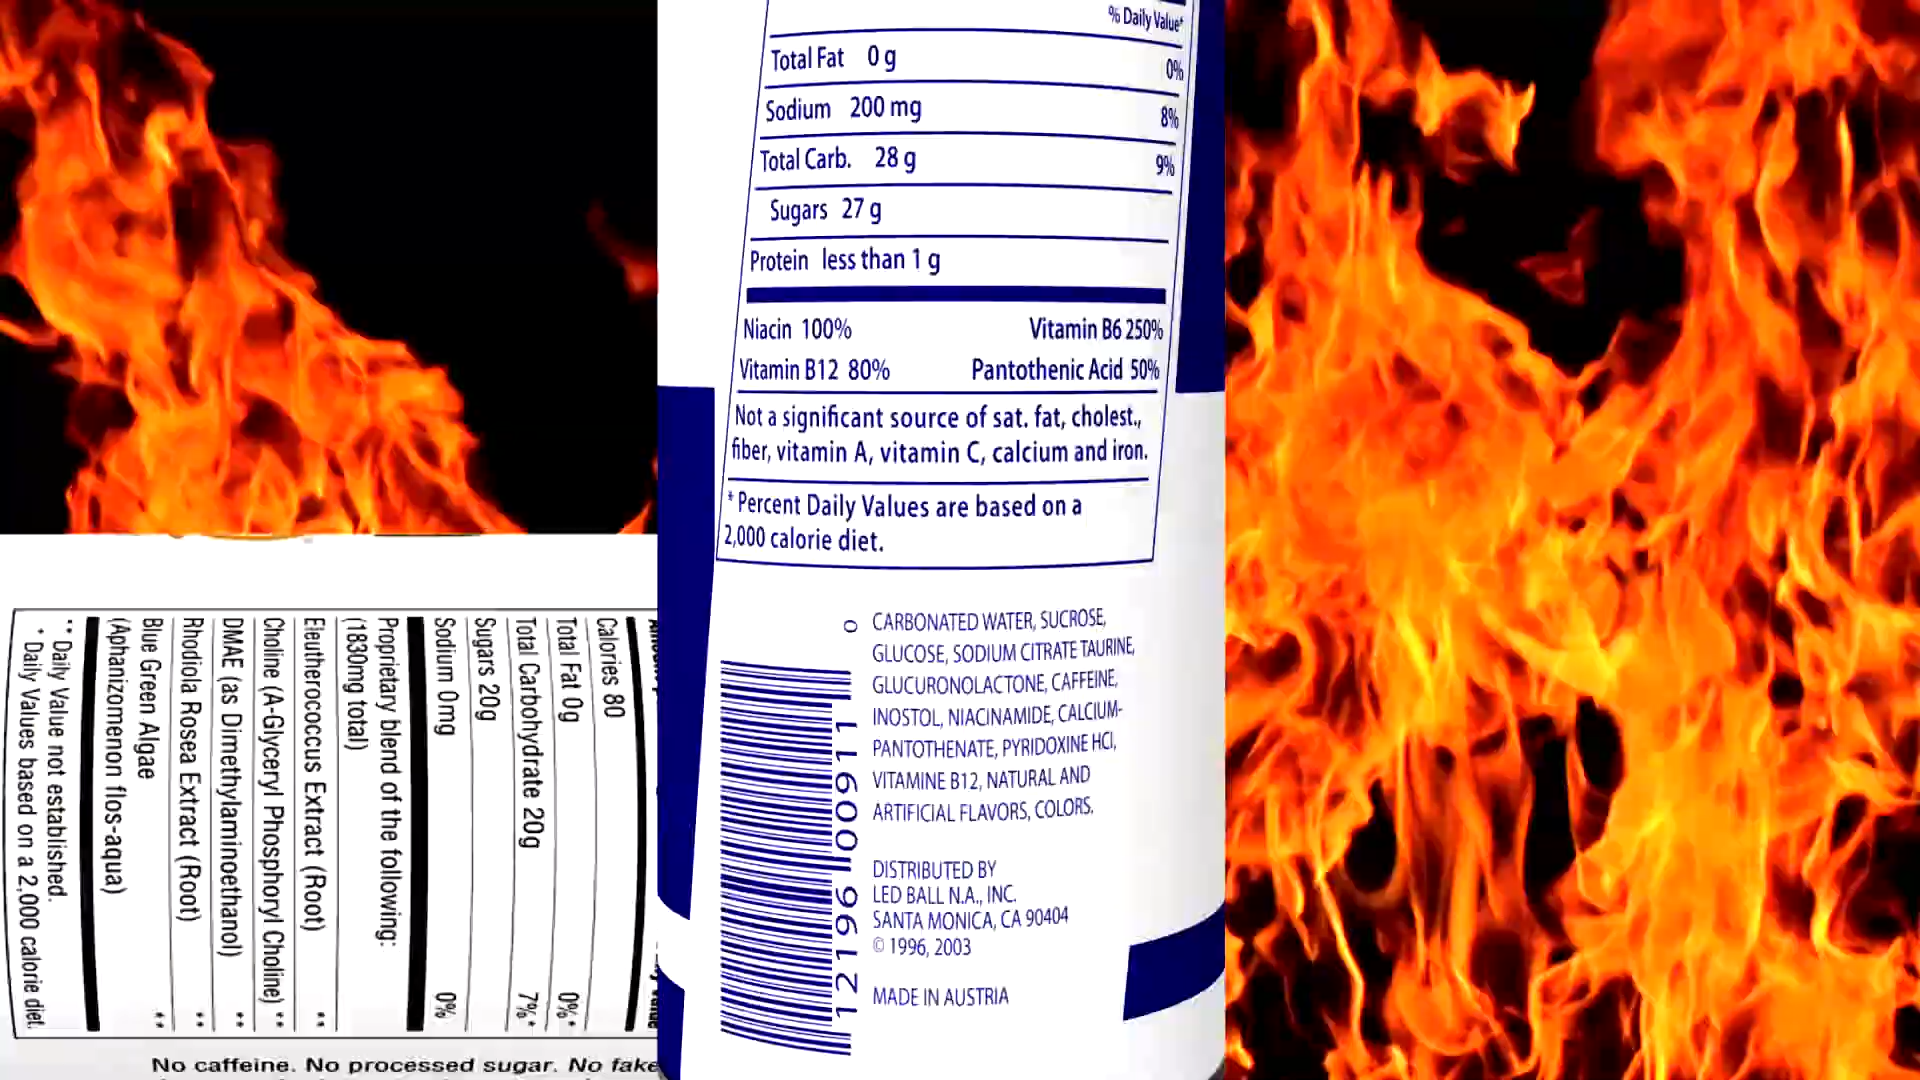 % Daily Value*
Total Fat 0 g 0%
Sodium 200 mg 8%
Total Carb. 28 g 9%
Sugars 27 g
Protein less than 1 g
Niacin 100% Vitamin B6 250%
Vitamin B12 80% Pantothenic Acid 50%
Not a significant source of sat. fat, cholest.,
fiber, vitamin A, vitamin C, calcium and iron.
* Percent Daily Values are based on a
2,000 calorie diet.
CARBONATED WATER, SUCROSE,
GLUCOSE, SODIUM CITRATE TAURINE,
GLUCURONOLACTONE, CAFFEINE,
INOSTOL, NIACINAMIDE, CALCIUM-
PANTOTHENATE, PYRIDOXINE HCl,
VITAMINE B12, NATURAL AND
ARTIFICIAL FLAVORS, COLORS.
DISTRIBUTED BY
LED BALL N.A., INC.
SANTA MONICA, CA 90404
© 1996, 2003
MADE IN AUSTRIA
0 11600 99121
Calories 80
Total Fat 0g 0%*
Total Carbohydrate 20g 7%*
Sugars 20g
Sodium 0mg 0%
Proprietary blend of the following:
(1830mg total)
Eleutherococcus Extract (Root) **
Choline (A-Glyceryl Phosphoryl Choline) **
DMAE (as Dimethylaminoethanol) **
Rhodiola Rosea Extract (Root) **
Blue Green Algae **
(Aphanizomenon flos-aqua)
** Daily Value not established.
* Daily Values based on a 2,000 calorie diet.
No caffeine. No processed sugar. No fake